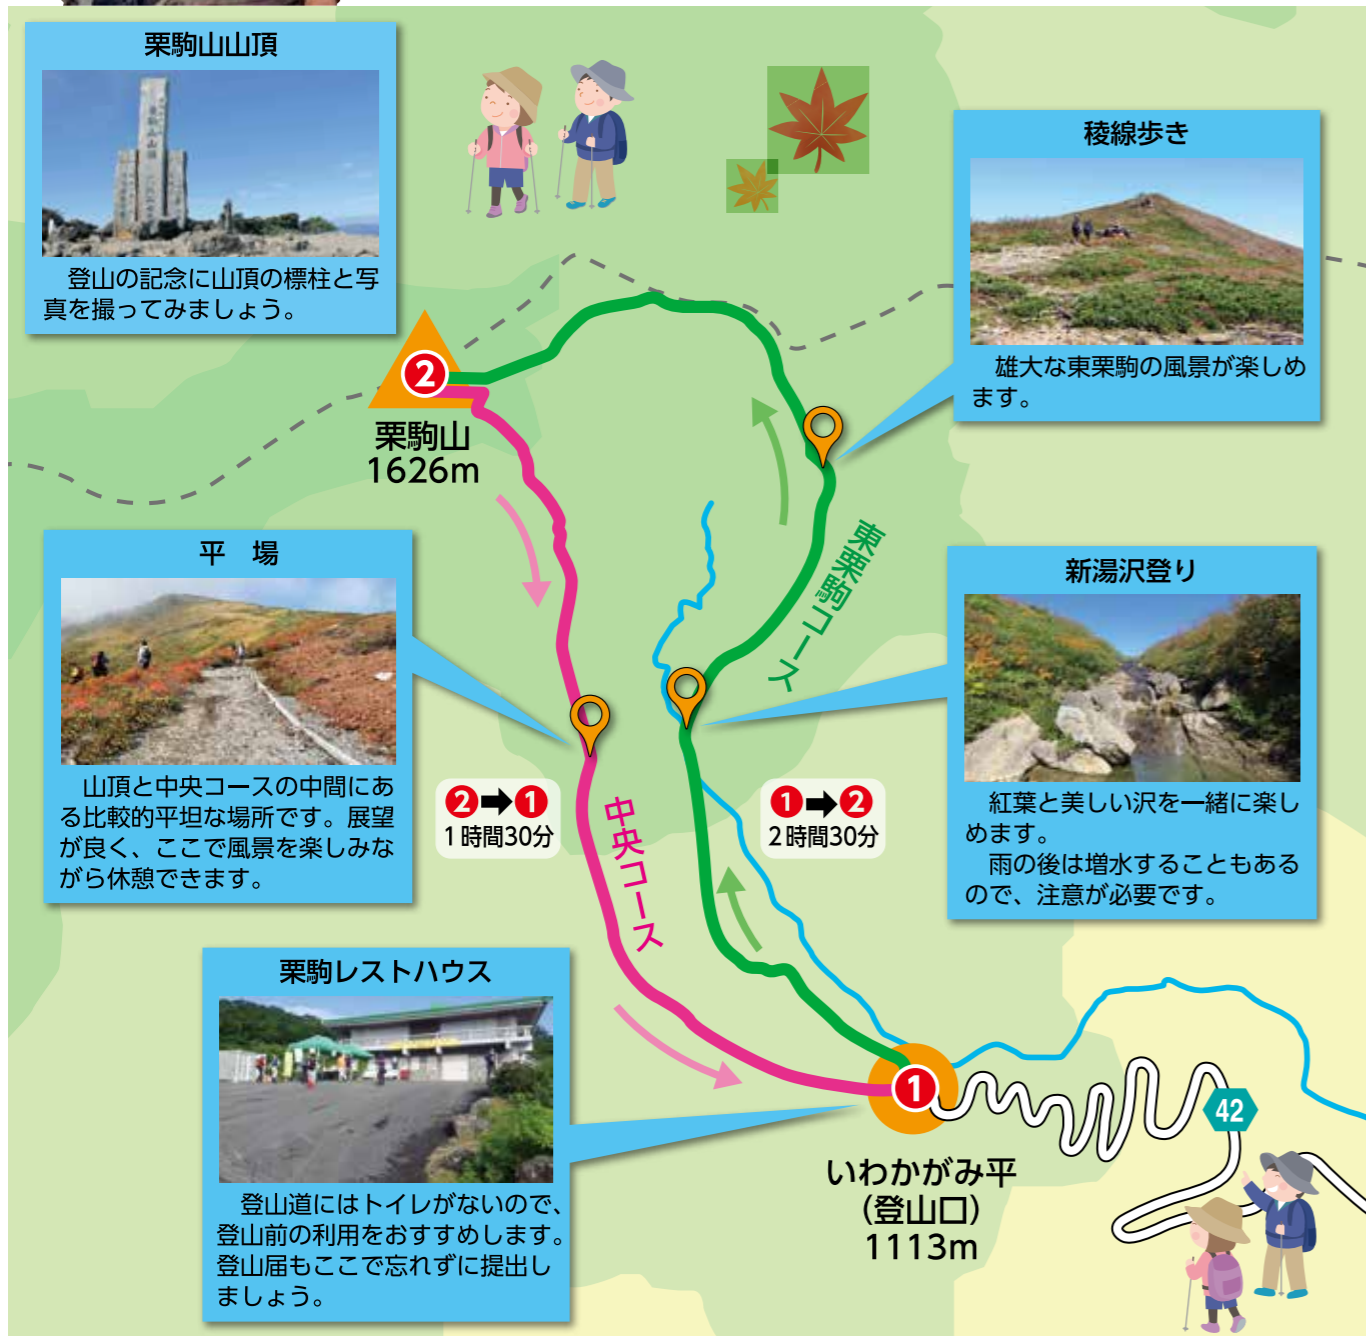 栗駒山山頂
栗駒山山頂
登山の記念に山頂の標柱と写
真を撮ってみましょう。
稜線歩き
雄大な東栗駒の風景が楽しめ
ます。
2
栗駒山
1626m
東栗駒コース
平 場
山頂と中央コースの中間にあ
る比較的平坦な場所です。展望
が良く、ここで風景を楽しみな
がら休憩できます。
新湯沢登り
紅葉と美しい沢を一緒に楽し
めます。
雨の後は増水することもある
ので、注意が必要です。
2➡1
1時間30分
中央コース
1➡2
2時間30分
栗駒レストハウス
登山道にはトイレがないので、
登山前の利用をおすすめします。
登山届もここで忘れずに提出し
ましょう。
1
いわかがみ平
(登山口)
1113m
42